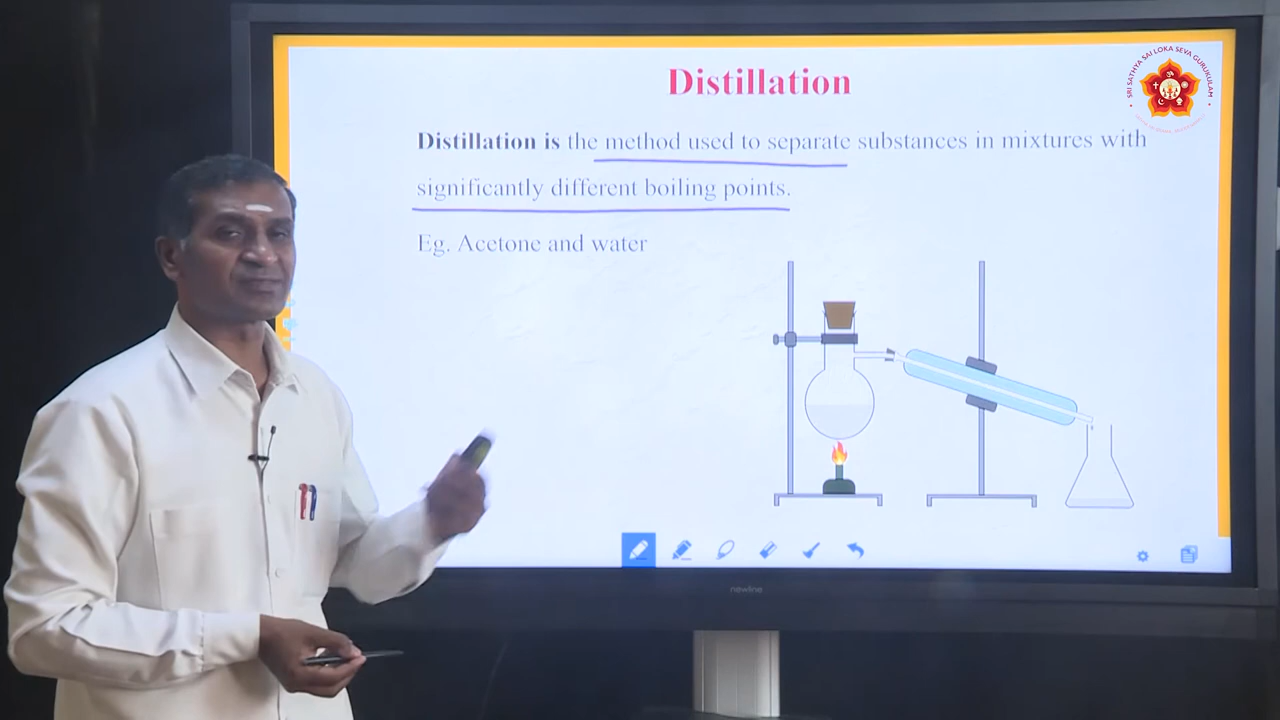 Distillation
SRI SATHYA SAI LOKA SEVA GURUKULAM
Distillation is the method used to separate substances in mixtures with
significantly different boiling points.
Eg. Acetone and water
newline